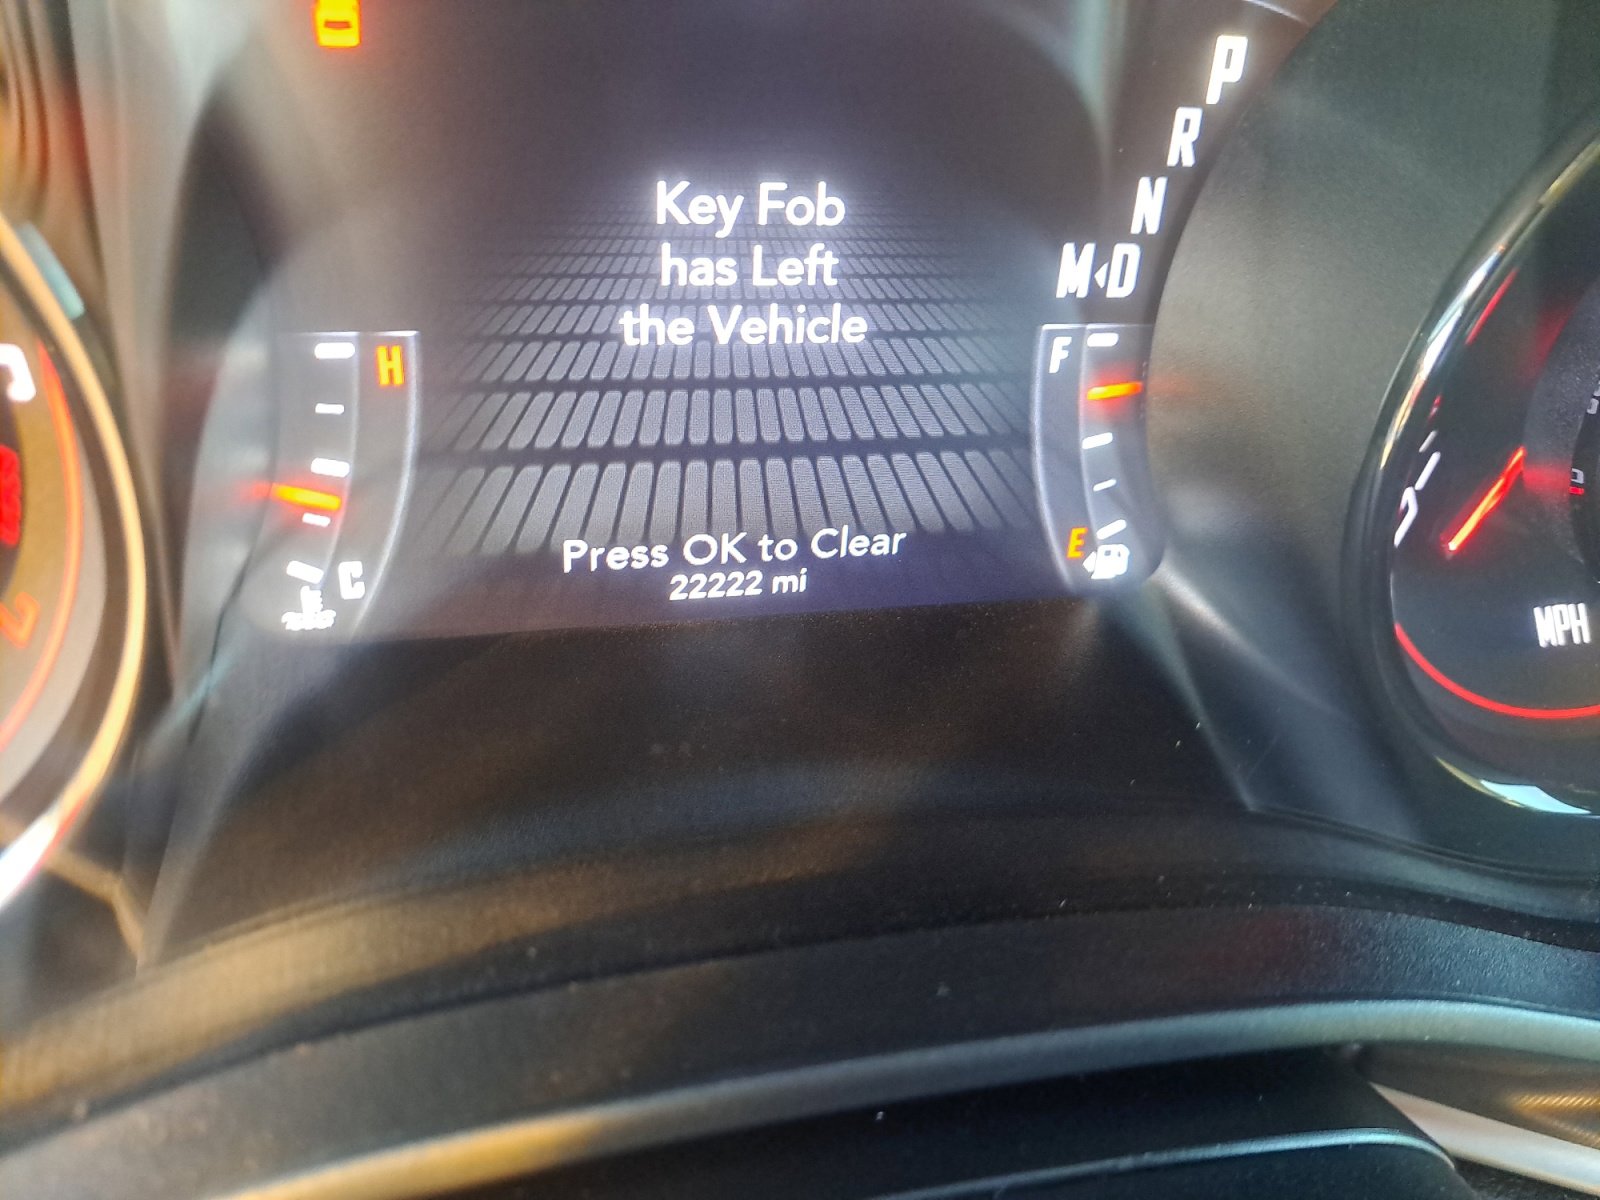 P
R
N
M D
Key Fob
has Left
the Vehicle
H
F
Press OK to Clear
22222 mi
C
E
MPH